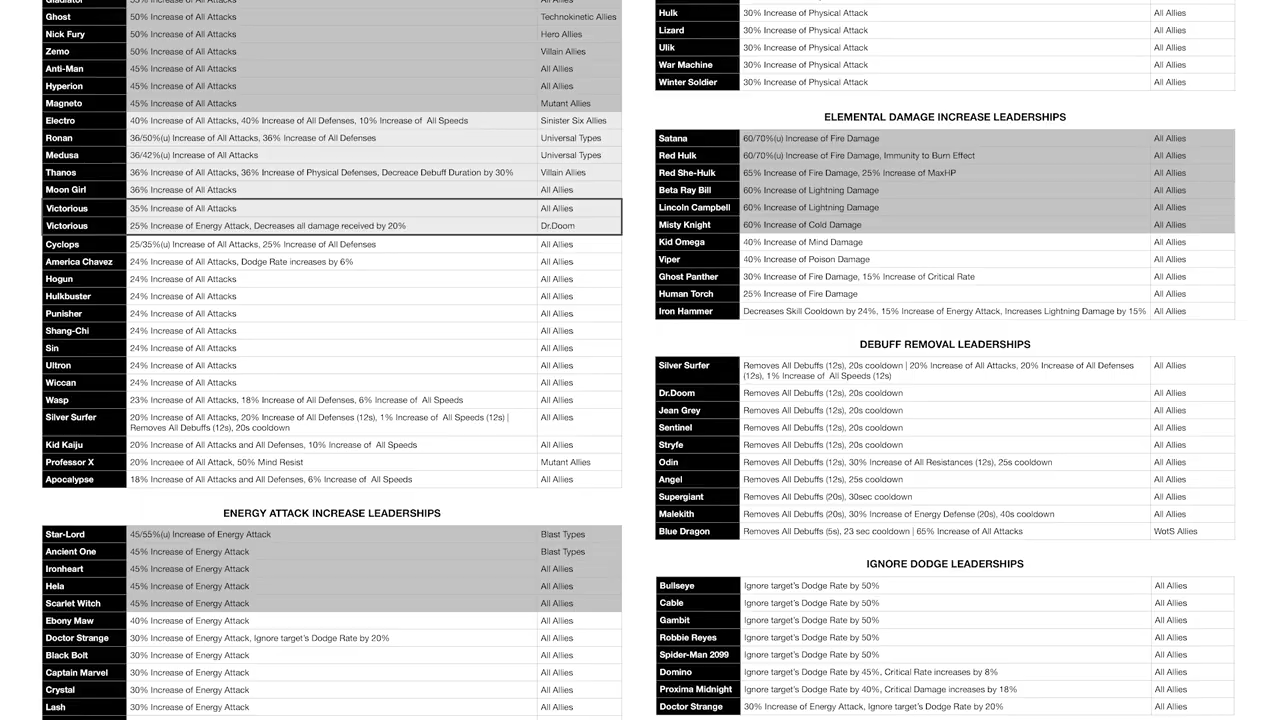 Gladiator 35% Increase of All Attacks All Allies
Ghost 50% Increase of All Attacks Technokinetic Allies
Nick Fury 50% Increase of All Attacks Hero Allies
Zemo 50% Increase of All Attacks Villain Allies
Anti-Man 45% Increase of All Attacks All Allies
Hyperion 45% Increase of All Attacks All Allies
Magneto 45% Increase of All Attacks Mutant Allies
Electro 40% Increase of All Attacks, 40% Increase of All Defenses, 10% Increase of All Speeds Sinister Six Allies
Ronan 36/50%(u) Increase of All Attacks, 36% Increase of All Defenses Universal Types
Medusa 36/42%(u) Increase of All Attacks Universal Types
Thanos 36% Increase of All Attacks, 36% Increase of Physical Defenses, Decreace Debuff Duration by 30% Villain Allies
Moon Girl 36% Increase of All Attacks All Allies
Victorious 35% Increase of All Attacks All Allies
Victorious 25% Increase of Energy Attack, Decreases all damage received by 20% Dr.Doom
Cyclops 25/35%(u) Increase of All Attacks, 25% Increase of All Defenses All Allies
America Chavez 24% Increase of All Attacks, Dodge Rate increases by 6% All Allies
Hogun 24% Increase of All Attacks All Allies
Hulkbuster 24% Increase of All Attacks All Allies
Punisher 24% Increase of All Attacks All Allies
Shang-Chi 24% Increase of All Attacks All Allies
Sin 24% Increase of All Attacks All Allies
Ultron 24% Increase of All Attacks All Allies
Wiccan 24% Increase of All Attacks All Allies
Wasp 23% Increase of All Attacks, 18% Increase of All Defenses, 6% Increase of All Speeds All Allies
Silver Surfer 20% Increase of All Attacks, 20% Increase of All Defenses (12s), 1% Increase of All Speeds (12s) | All Allies
Removes All Debuffs (12s), 20s cooldown
Kid Kaiju 20% Increase of All Attacks and All Defenses, 10% Increase of All Speeds All Allies
Professor X 20% Increaee of All Attack, 50% Mind Resist Mutant Allies
Apocalypse 18% Increase of All Attacks and All Defenses, 6% Increase of All Speeds All Allies
ENERGY ATTACK INCREASE LEADERSHIPS
Star-Lord 45/55%(u) Increase of Energy Attack Blast Types
Ancient One 45% Increase of Energy Attack Blast Types
Ironheart 45% Increase of Energy Attack All Allies
Hela 45% Increase of Energy Attack All Allies
Scarlet Witch 45% Increase of Energy Attack All Allies
Ebony Maw 40% Increase of Energy Attack All Allies
Doctor Strange 30% Increase of Energy Attack, Ignore target's Dodge Rate by 20% All Allies
Black Bolt 30% Increase of Energy Attack All Allies
Captain Marvel 30% Increase of Energy Attack All Allies
Crystal 30% Increase of Energy Attack All Allies
Lash 30% Increase of Energy Attack All Allies
Hulk 30% Increase of Physical Attack All Allies
Lizard 30% Increase of Physical Attack All Allies
Ulik 30% Increase of Physical Attack All Allies
War Machine 30% Increase of Physical Attack All Allies
Winter Soldier 30% Increase of Physical Attack All Allies
ELEMENTAL DAMAGE INCREASE LEADERSHIPS
Satana 60/70%(u) Increase of Fire Damage All Allies
Red Hulk 60/70%(u) Increase of Fire Damage, Immunity to Burn Effect All Allies
Red She-Hulk 65% Increase of Fire Damage, 25% Increase of MaxHP All Allies
Beta Ray Bill 60% Increase of Lightning Damage All Allies
Lincoln Campbell 60% Increase of Lightning Damage All Allies
Misty Knight 60% Increase of Cold Damage All Allies
Kid Omega 40% Increase of Mind Damage All Allies
Viper 40% Increase of Poison Damage All Allies
Ghost Panther 30% Increase of Fire Damage, 15% Increase of Critical Rate All Allies
Human Torch 25% Increase of Fire Damage All Allies
Iron Hammer Decreases Skill Cooldown by 24%, 15% Increase of Energy Attack, Increases Lightning Damage by 15% All Allies
DEBUFF REMOVAL LEADERSHIPS
Silver Surfer Removes All Debuffs (12s), 20s cooldown | 20% Increase of All Attacks, 20% Increase of All Defenses All Allies
(12s), 1% Increase of All Speeds (12s)
Dr.Doom Removes All Debuffs (12s), 20s cooldown All Allies
Jean Grey Removes All Debuffs (12s), 20s cooldown All Allies
Sentinel Removes All Debuffs (12s), 20s cooldown All Allies
Stryfe Removes All Debuffs (12s), 20s cooldown All Allies
Odin Removes All Debuffs (12s), 30% Increase of All Resistances (12s), 25s cooldown All Allies
Angel Removes All Debuffs (12s), 25s cooldown All Allies
Supergiant Removes All Debuffs (20s), 30sec cooldown All Allies
Malekith Removes All Debuffs (20s), 30% Increase of Energy Defense (20s), 40s cooldown All Allies
Blue Dragon Removes All Debuffs (5s), 23 sec cooldown | 65% Increase of All Attacks WotS Allies
IGNORE DODGE LEADERSHIPS
Bullseye Ignore target's Dodge Rate by 50% All Allies
Cable Ignore target's Dodge Rate by 50% All Allies
Gambit Ignore target's Dodge Rate by 50% All Allies
Robbie Reyes Ignore target's Dodge Rate by 50% All Allies
Spider-Man 2099 Ignore target's Dodge Rate by 50% All Allies
Domino Ignore target's Dodge Rate by 45%, Critical Rate increases by 8% All Allies
Proxima Midnight Ignore target's Dodge Rate by 40%, Critical Damage increases by 18% All Allies
Doctor Strange 30% Increase of Energy Attack, Ignore target's Dodge Rate by 20% All Allies